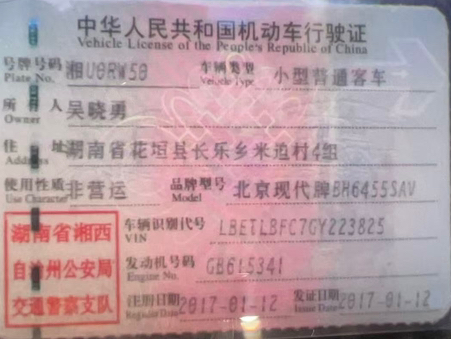 中华人民共和国机动车行驶证
Vehicle License of the People's Republic of China
号牌号码 湘U0RW50 车辆类型 小型普通客车
Plate No. Vehicle Type
所有人 吴晓勇
Owner
住址 湖南省花垣县长乐乡米迫村4组
Address
使用性质 非营运 品牌型号 北京现代牌BH6455SAV
Use Character Model
湖南省湘西
自治州公安局
交通警察支队
车辆识别代号 LBETLBFC7GY223825
VIN
发动机号码 GB615341
Engine No.
注册日期 2017-01-12 发证日期 2017-01-12
Register Date Issue Date